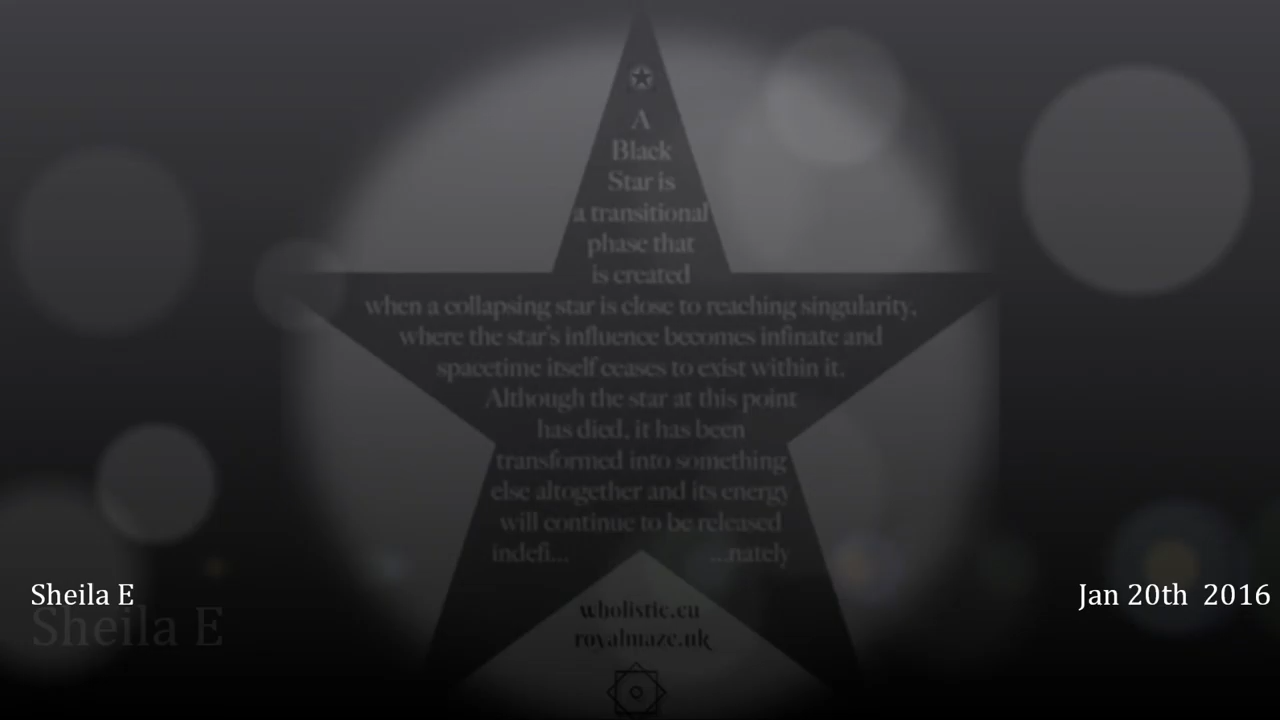 A
Black
Star is
a transitional
phase that
is created
when a collapsing star is close to reaching singularity,
where the star's influence becomes infinate and
spacetime itself ceases to exist within it.
Although the star at this point
has died, it has been
transformed into something
else altogether and its energy
will continue to be released
indefi... ...nately
Sheila E
Jan 20th 2016
Sheila E
wholistic.eu
royalmaze.uk